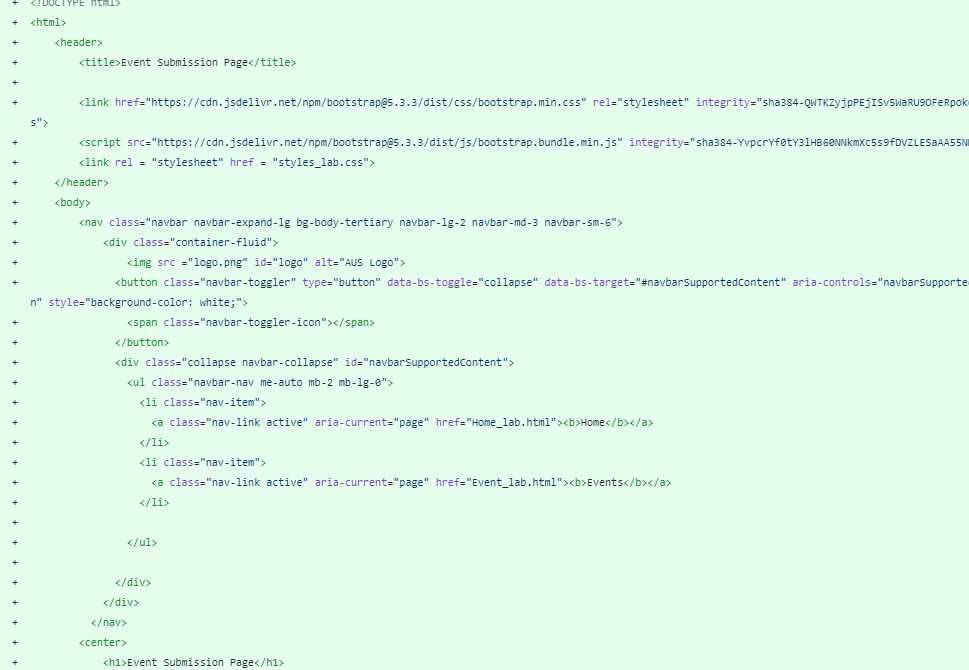 + <!DOCTYPE html>
+ <html>
+ <header>
+ <title>Event Submission Page</title>
+
+ <link href="https://cdn.jsdelivr.net/npm/bootstrap@5.3.3/dist/css/bootstrap.min.css" rel="stylesheet" integrity="sha384-QWTKZyjpPEjISv5WaRU9OFeRpok
s">
+ <script src="https://cdn.jsdelivr.net/npm/bootstrap@5.3.3/dist/js/bootstrap.bundle.min.js" integrity="sha384-YvpcrYf0tY3lHB60NNkmXc5s9fDVZLESaAA55N
+ <link rel = "stylesheet" href = "styles_lab.css">
+ </header>
+ <body>
+ <nav class="navbar navbar-expand-lg bg-body-tertiary navbar-lg-2 navbar-md-3 navbar-sm-6">
+ <div class="container-fluid">
+ <img src ="logo.png" id="logo" alt="AUS Logo">
+ <button class="navbar-toggler" type="button" data-bs-toggle="collapse" data-bs-target="#navbarSupportedContent" aria-controls="navbarSupporte
n" style="background-color: white;">
+ <span class="navbar-toggler-icon"></span>
+ </button>
+ <div class="collapse navbar-collapse" id="navbarSupportedContent">
+ <ul class="navbar-nav me-auto mb-2 mb-lg-0">
+ <li class="nav-item">
+ <a class="nav-link active" aria-current="page" href="Home_lab.html"><b>Home</b></a>
+ </li>
+ <li class="nav-item">
+ <a class="nav-link active" aria-current="page" href="Event_lab.html"><b>Events</b></a>
+ </li>
+
+ </ul>
+
+ </div>
+ </div>
+ </nav>
+ <center>
+ <h1>Event Submission Page</h1>